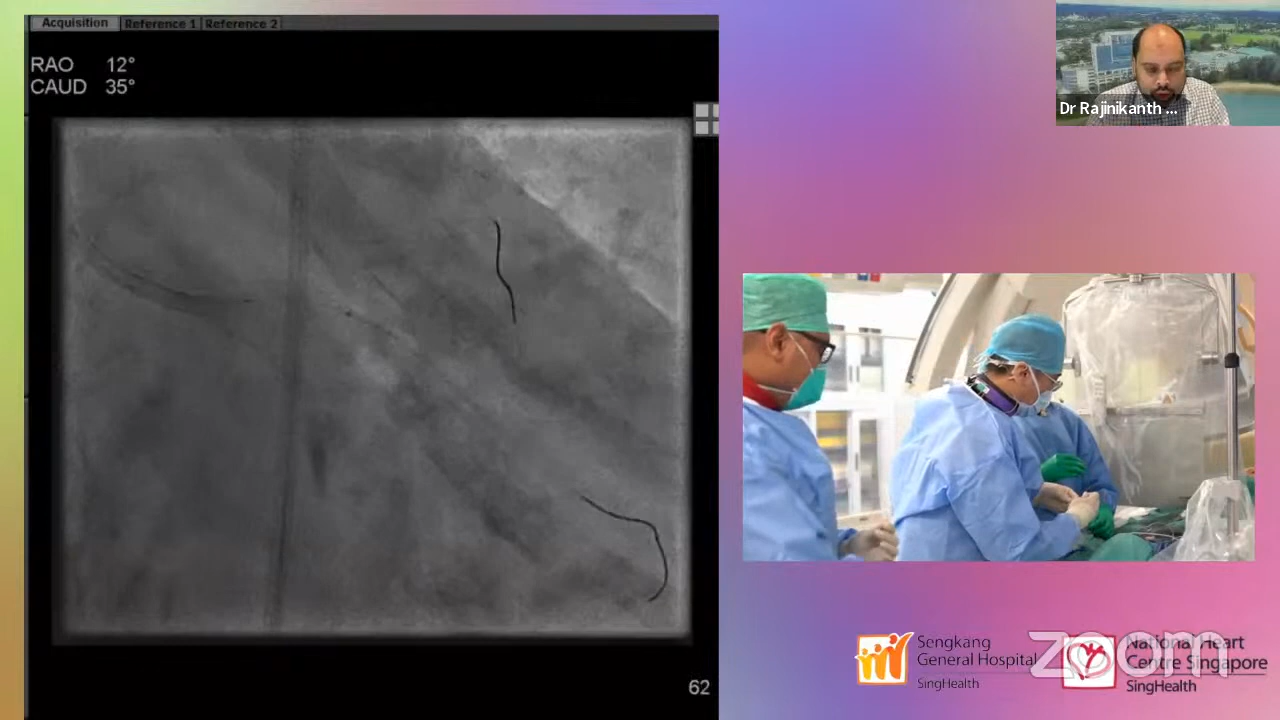 Acquisition Reference 1 Reference 2
RAO 12°
CAUD 35°
62
Dr Rajinikanth ...
Sengkang
General Hospital
SingHealth
zoom
National Heart
Centre Singapore
SingHealth